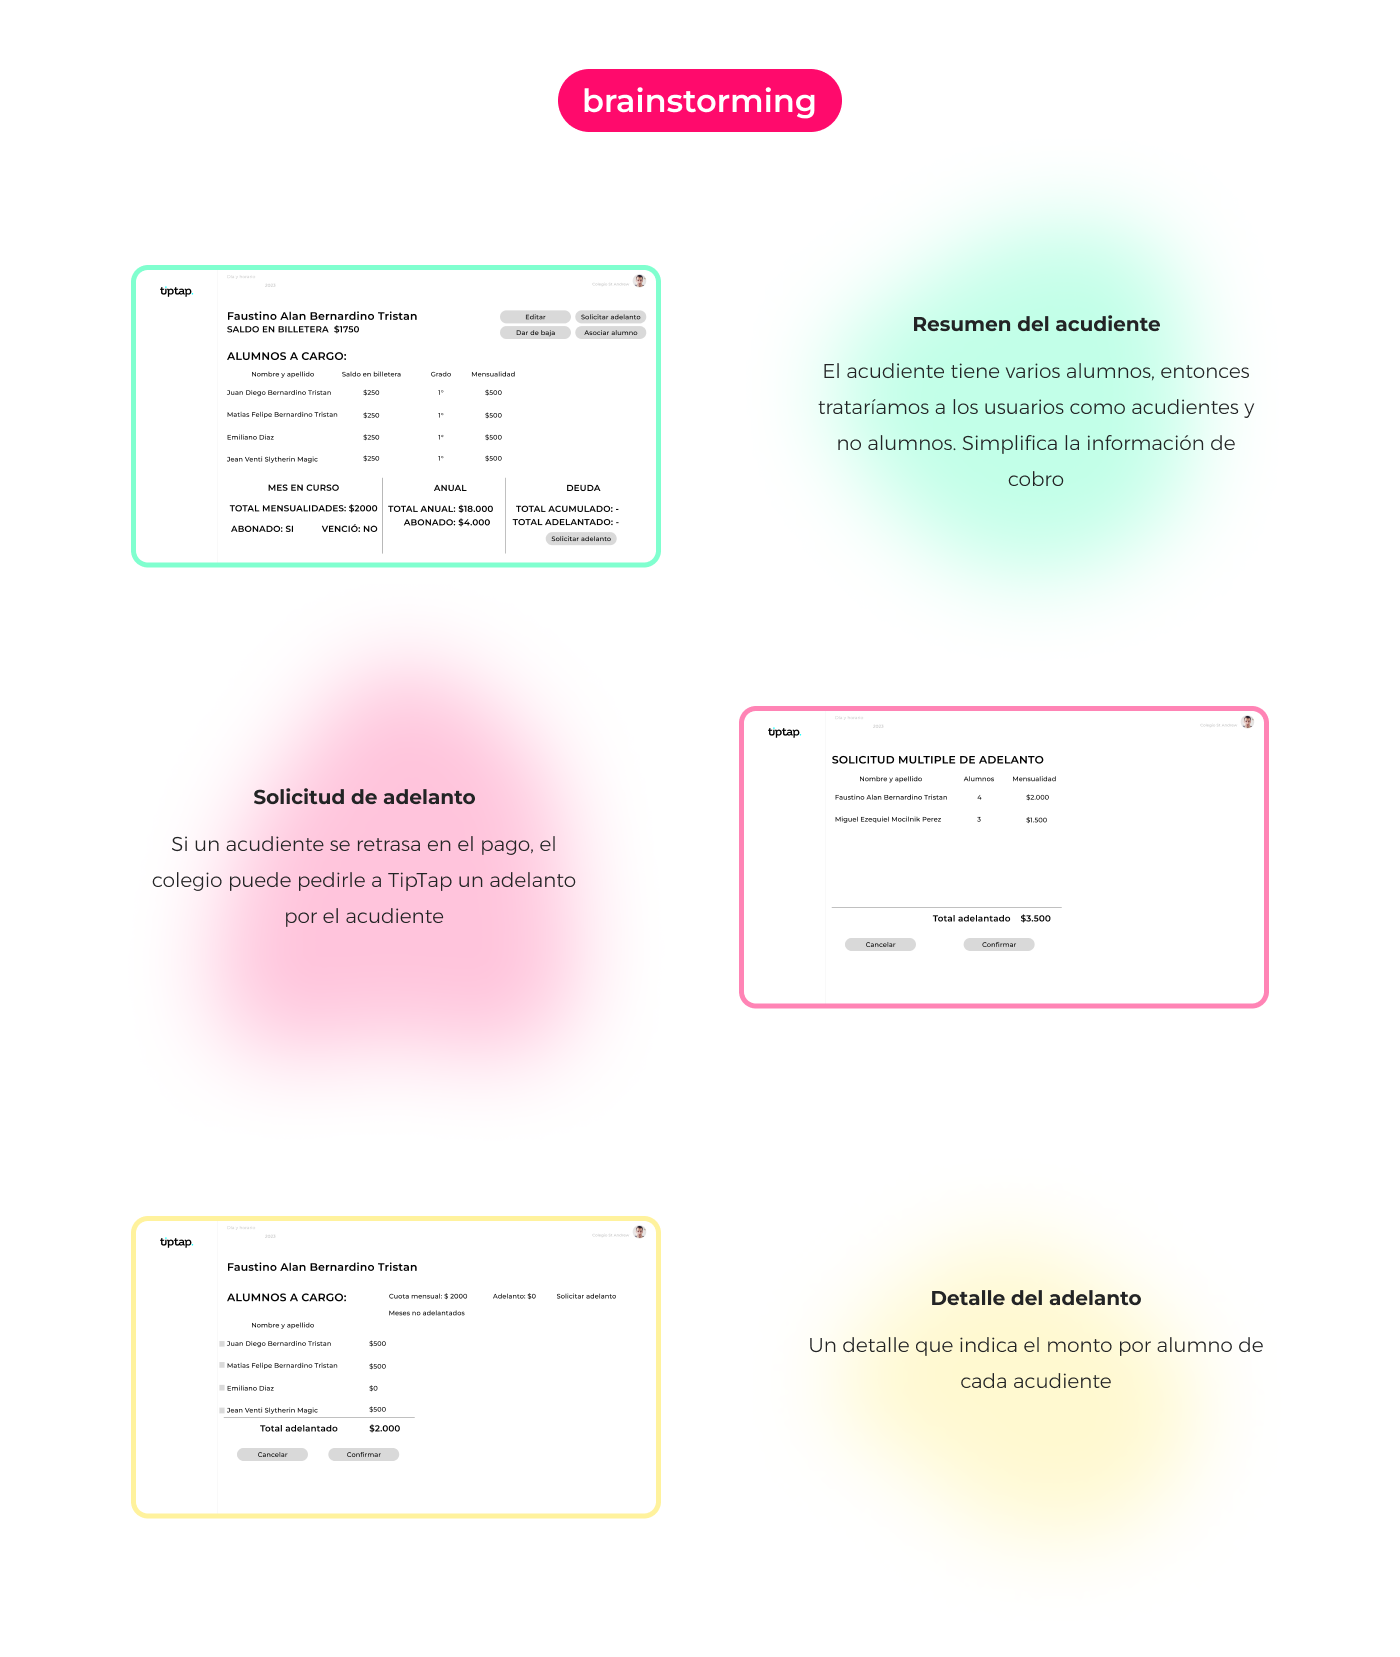 brainstorming
tiptap.
2023
Faustino Alan Bernardino Tristan
SALDO EN BILLETERA $1750
Editar
Solicitar adelanto
Dar de baja
Asociar alumno
ALUMNOS A CARGO:
Nombre y apellido Saldo en billetera Grado Mensualidad
Juan Diego Bernardino Tristan $250 1° $500
Matias Felipe Bernardino Tristan $250 1° $500
Emiliano Diaz $250 1° $500
Jean Venti Slytherin Magic $250 1° $500
MES EN CURSO
TOTAL MENSUALIDADES: $2000
ABONADO: SI VENCIÓ: NO
ANUAL
TOTAL ANUAL: $18.000
ABONADO: $4.000
DEUDA
TOTAL ACUMULADO: -
TOTAL ADELANTADO: -
Solicitar adelanto
Resumen del acudiente
El acudiente tiene varios alumnos, entonces
trataríamos a los usuarios como acudientes y
no alumnos. Simplifica la información de
cobro
Solicitud de adelanto
Si un acudiente se retrasa en el pago, el
colegio puede pedirle a TipTap un adelanto
por el acudiente
tiptap.
2023
SOLICITUD MULTIPLE DE ADELANTO
Nombre y apellido Alumnos Mensualidad
Faustino Alan Bernardino Tristan 4 $2.000
Miguel Ezequiel Mocilnik Perez 3 $1.500
Total adelantado $3.500
Cancelar Confirmar
tiptap.
2023
Faustino Alan Bernardino Tristan
ALUMNOS A CARGO:
Cuota mensual: $ 2000 Adelanto: $0 Solicitar adelanto
Meses no adelantados
Nombre y apellido
Juan Diego Bernardino Tristan $500
Matias Felipe Bernardino Tristan $500
Emiliano Diaz $0
Jean Venti Slytherin Magic $500
Total adelantado $2.000
Cancelar Confirmar
Detalle del adelanto
Un detalle que indica el monto por alumno de
cada acudiente